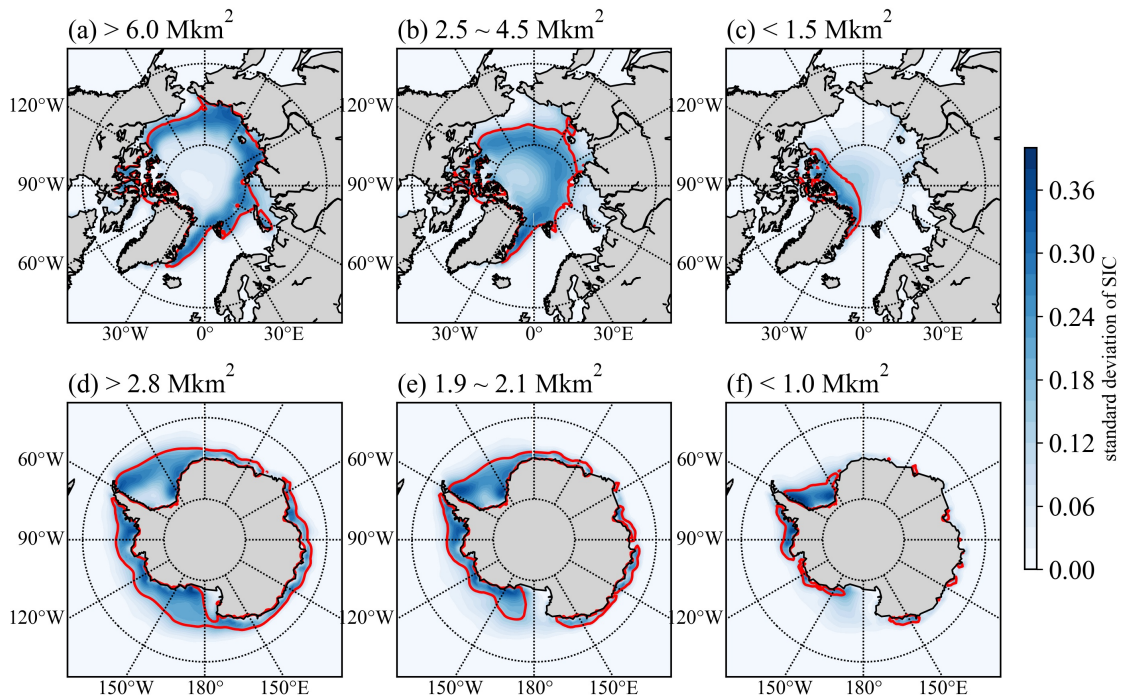 (a) > 6.0 Mkm²
(b) 2.5 ~ 4.5 Mkm²
(c) < 1.5 Mkm²
120°W
120°W
120°W
90°W
90°W
90°W
60°W
60°W
60°W
30°W 0° 30°E
30°W 0° 30°E
30°W 0° 30°E
(d) > 2.8 Mkm²
(e) 1.9 ~ 2.1 Mkm²
(f) < 1.0 Mkm²
60°W
60°W
60°W
90°W
90°W
90°W
120°W
120°W
120°W
150°W 180° 150°E
150°W 180° 150°E
150°W 180° 150°E
0.36
0.30
0.24
0.18
0.12
0.06
0.00
standard deviation of SIC